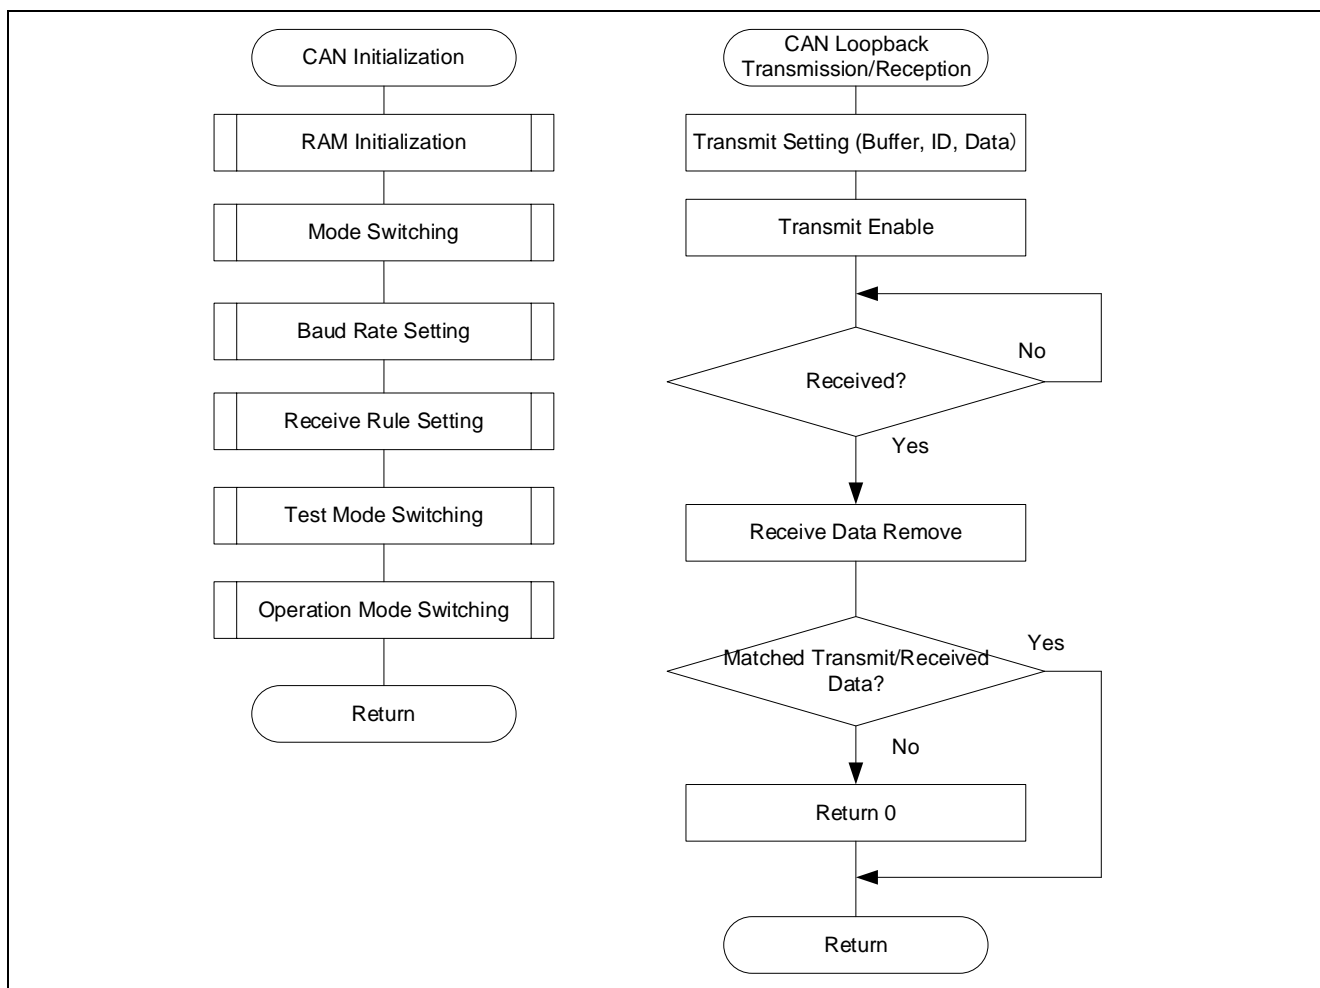 CAN Initialization
RAM Initialization
Mode Switching
Baud Rate Setting
Receive Rule Setting
Test Mode Switching
Operation Mode Switching
Return
CAN Loopback
Transmission/Reception
Transmit Setting (Buffer, ID, Data）
Transmit Enable
No
Received?
Yes
Receive Data Remove
Yes
Matched Transmit/Received
Data?
No
Return 0
Return